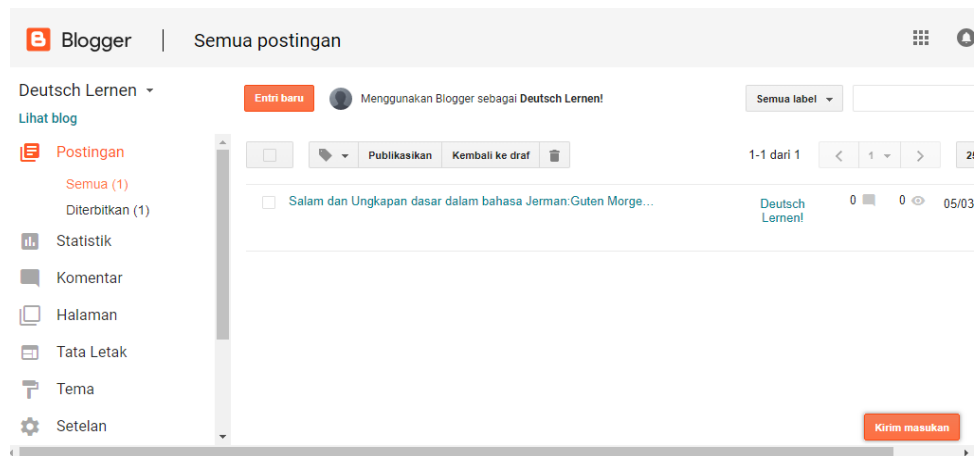 Blogger | Semua postingan
Deutsch Lernen
Lihat blog
Entri baru
Menggunakan Blogger sebagai Deutsch Lernen!
Semua label
Postingan
Semua (1)
Diterbitkan (1)
Statistik
Komentar
Halaman
Tata Letak
Tema
Setelan
Publikasikan
Kembali ke draf
1-1 dari 1
1
25
Salam dan Ungkapan dasar dalam bahasa Jerman:Guten Morge...
Deutsch
Lernen!
0
0
05/03
Kirim masukan